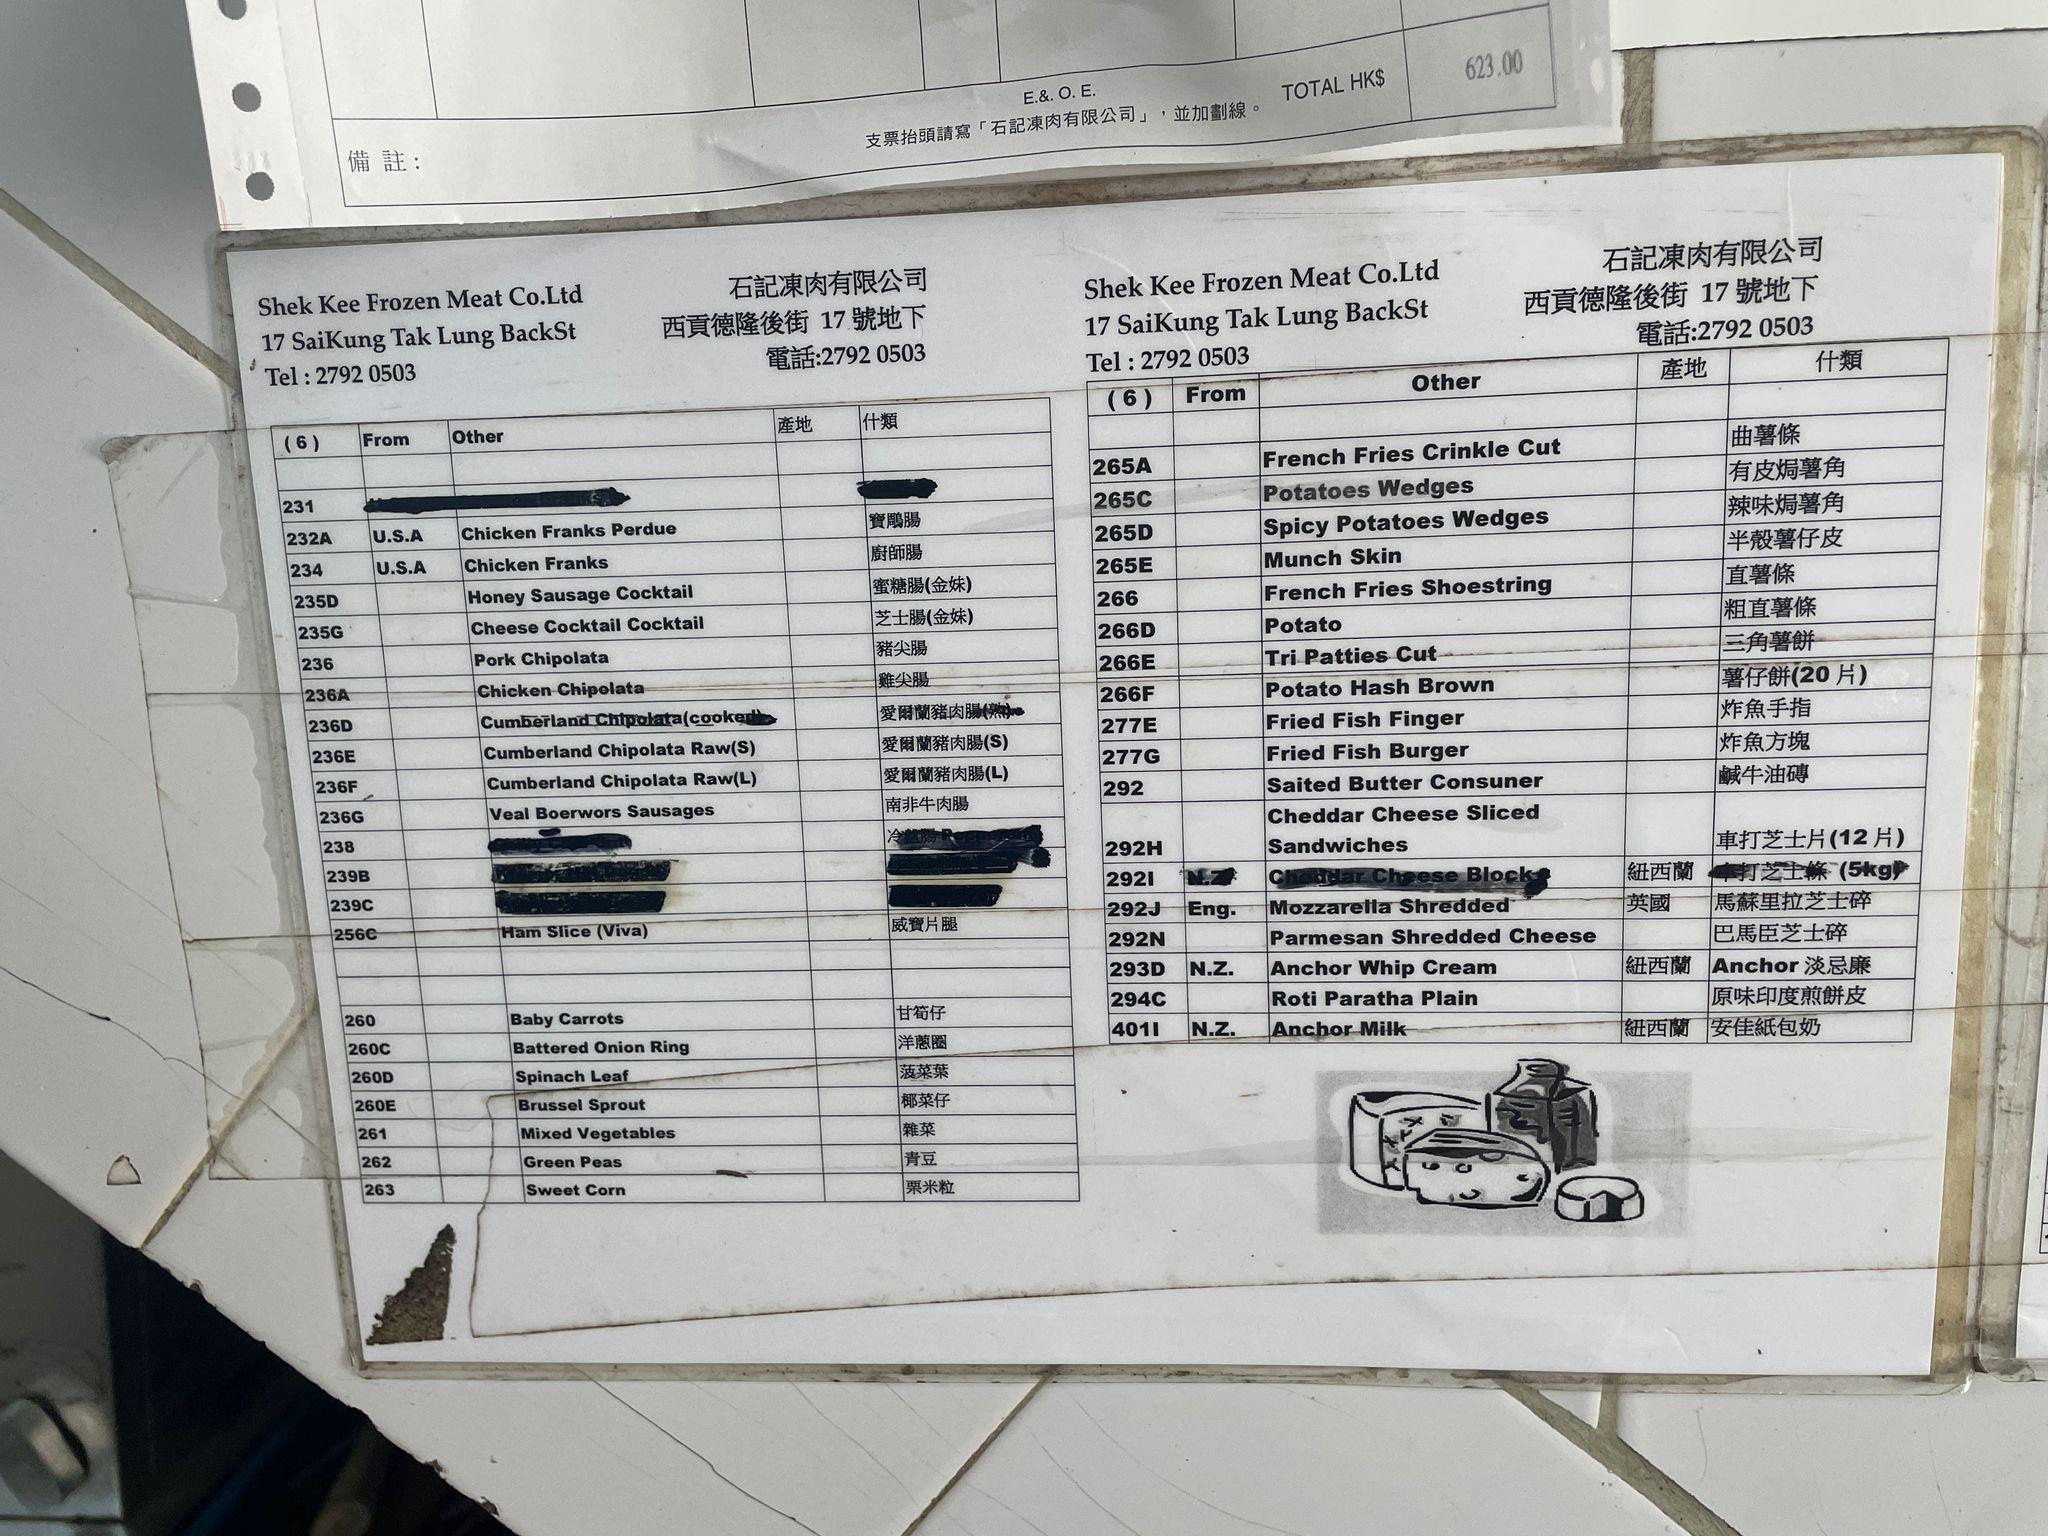 E.&. O. E.
TOTAL HK$ 623.00
支票抬頭請寫「石記凍肉有限公司」，並加劃線。
備 註 :
Shek Kee Frozen Meat Co.Ltd 石記凍肉有限公司
17 SaiKung Tak Lung BackSt 西貢德隆後街 17 號地下
Tel : 2792 0503 電話:2792 0503
( 6 ) From Other 產地 什類
231
232A U.S.A Chicken Franks Perdue 寶鵰腸
234 U.S.A Chicken Franks 廚師腸
235D Honey Sausage Cocktail 蜜糖腸(金妹)
235G Cheese Cocktail Cocktail 芝士腸(金妹)
236 Pork Chipolata 豬尖腸
236A Chicken Chipolata 雞尖腸
236D Cumberland Chipolata(cooked) 愛爾蘭豬肉腸(熟)
236E Cumberland Chipolata Raw(S) 愛爾蘭豬肉腸(S)
236F Cumberland Chipolata Raw(L) 愛爾蘭豬肉腸(L)
236G Veal Boerwors Sausages 南非牛肉腸
238
239B
239C
256C Ham Slice (Viva) 威寶片腿
260 Baby Carrots 甘筍仔
260C Battered Onion Ring 洋蔥圈
260D Spinach Leaf 菠菜葉
260E Brussel Sprout 椰菜仔
261 Mixed Vegetables 雜菜
262 Green Peas 青豆
263 Sweet Corn 粟米粒
Shek Kee Frozen Meat Co.Ltd 石記凍肉有限公司
17 SaiKung Tak Lung BackSt 西貢德隆後街 17 號地下
Tel : 2792 0503 電話:2792 0503
( 6 ) From Other 產地 什類
265A French Fries Crinkle Cut 曲薯條
265C Potatoes Wedges 有皮焗薯角
265D Spicy Potatoes Wedges 辣味焗薯角
265E Munch Skin 半殼薯仔皮
266 French Fries Shoestring 直薯條
266D Potato 粗直薯條
266E Tri Patties Cut 三角薯餅
266F Potato Hash Brown 薯仔餅(20 片)
277E Fried Fish Finger 炸魚手指
277G Fried Fish Burger 炸魚方塊
292 Saited Butter Consuner 鹹牛油磚
Cheddar Cheese Sliced
292H Sandwiches 車打芝士片(12 片)
292I N.Z. Cheddar Cheese Block 紐西蘭 車打芝士條 (5kg)
292J Eng. Mozzarella Shredded 英國 馬蘇里拉芝士碎
292N Parmesan Shredded Cheese 巴馬臣芝士碎
293D N.Z. Anchor Whip Cream 紐西蘭 Anchor 淡忌廉
294C Roti Paratha Plain 原味印度煎餅皮
401I N.Z. Anchor Milk 紐西蘭 安佳紙包奶